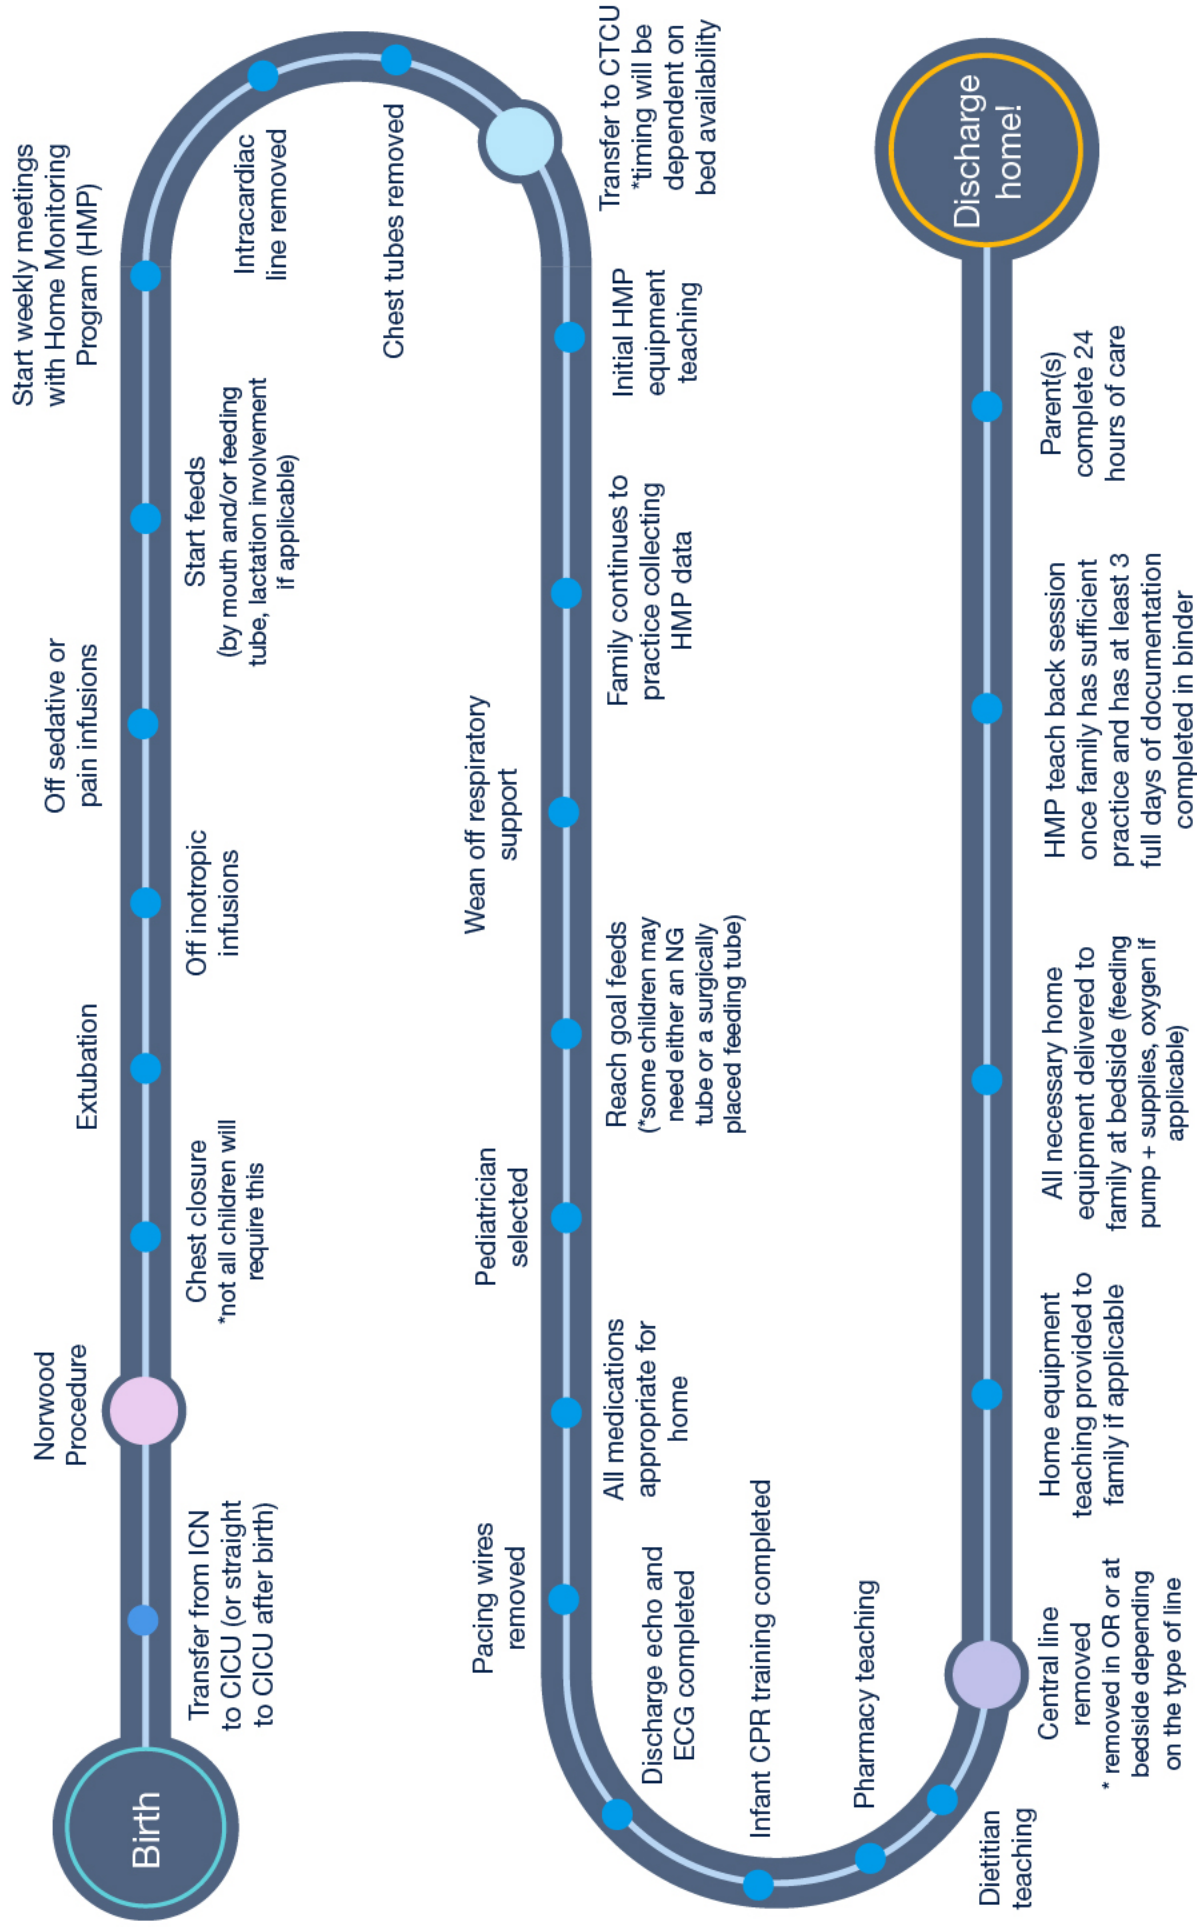 Birth
Transfer from ICN
to CICU (or straight
to CICU after birth)
Norwood
Procedure
Chest closure
*not all children will
require this
Extubation
Off inotropic
infusions
Off sedative or
pain infusions
Start feeds
(by mouth and/or feeding
tube, lactation involvement
if applicable)
Start weekly meetings
with Home Monitoring
Program (HMP)
Intracardiac
line removed
Chest tubes removed
Transfer to CTCU
*timing will be
dependent on
bed availability
Initial HMP
equipment
teaching
Family continues to
practice collecting
HMP data
Wean off respiratory
support
Reach goal feeds
(*some children may
need either an NG
tube or a surgically
placed feeding tube)
Pediatrician
selected
All medications
appropriate for
home
Pacing wires
removed
Discharge echo and
ECG completed
Infant CPR training completed
Pharmacy teaching
Dietitian
teaching
Central line
removed
* removed in OR or at
bedside depending
on the type of line
Home equipment
teaching provided to
family if applicable
All necessary home
equipment delivered to
family at bedside (feeding
pump + supplies, oxygen if
applicable)
HMP teach back session
once family has sufficient
practice and has at least 3
full days of documentation
completed in binder
Parent(s)
complete 24
hours of care
Discharge
home!